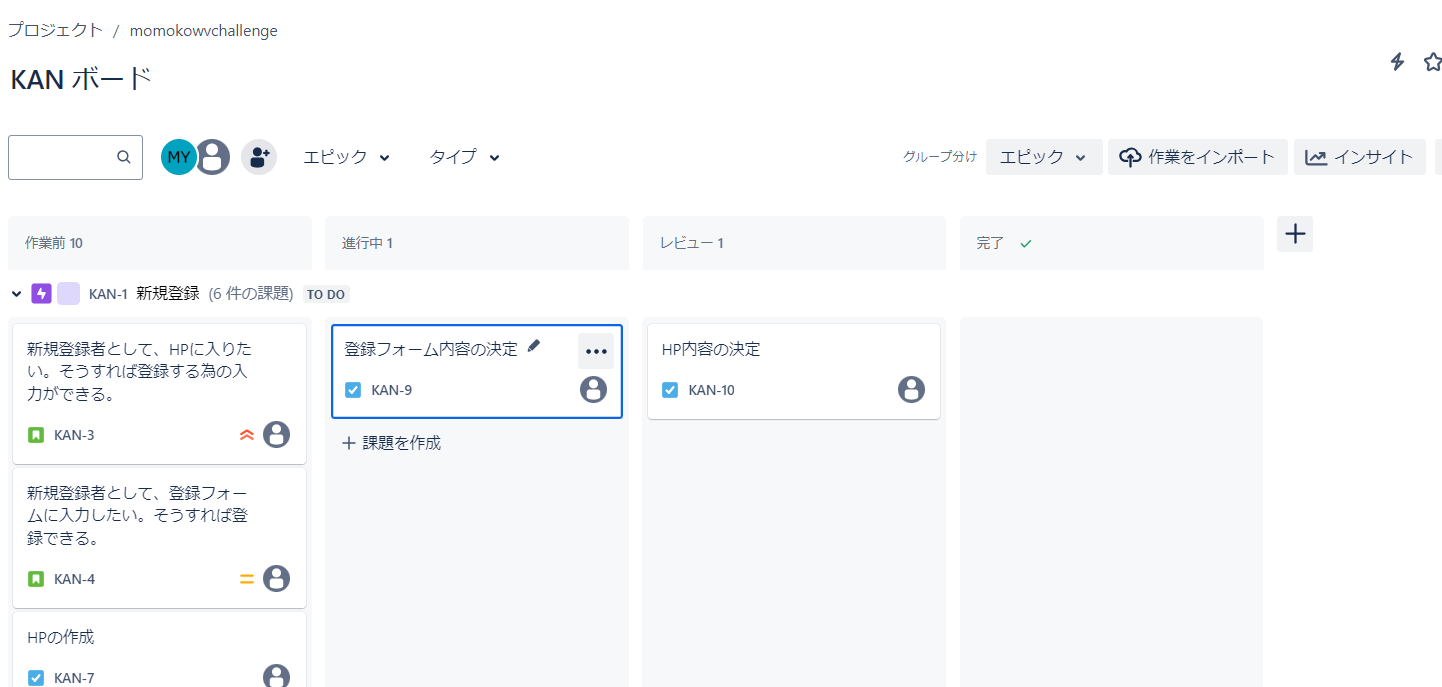 プロジェクト / momokowvchallenge
KAN ボード
MY
エピック
タイプ
グループ分け
エピック
作業をインポート
インサイト
作業前 10
進行中 1
レビュー 1
完了
KAN-1 新規登録 (6 件の課題) TO DO
新規登録者として、HPに入りた
い。そうすれば登録する為の入
力ができる。
KAN-3
新規登録者として、登録フォー
ムに入力したい。そうすれば登
録できる。
KAN-4
HPの作成
KAN-7
登録フォーム内容の決定
KAN-9
課題を作成
HP内容の決定
KAN-10